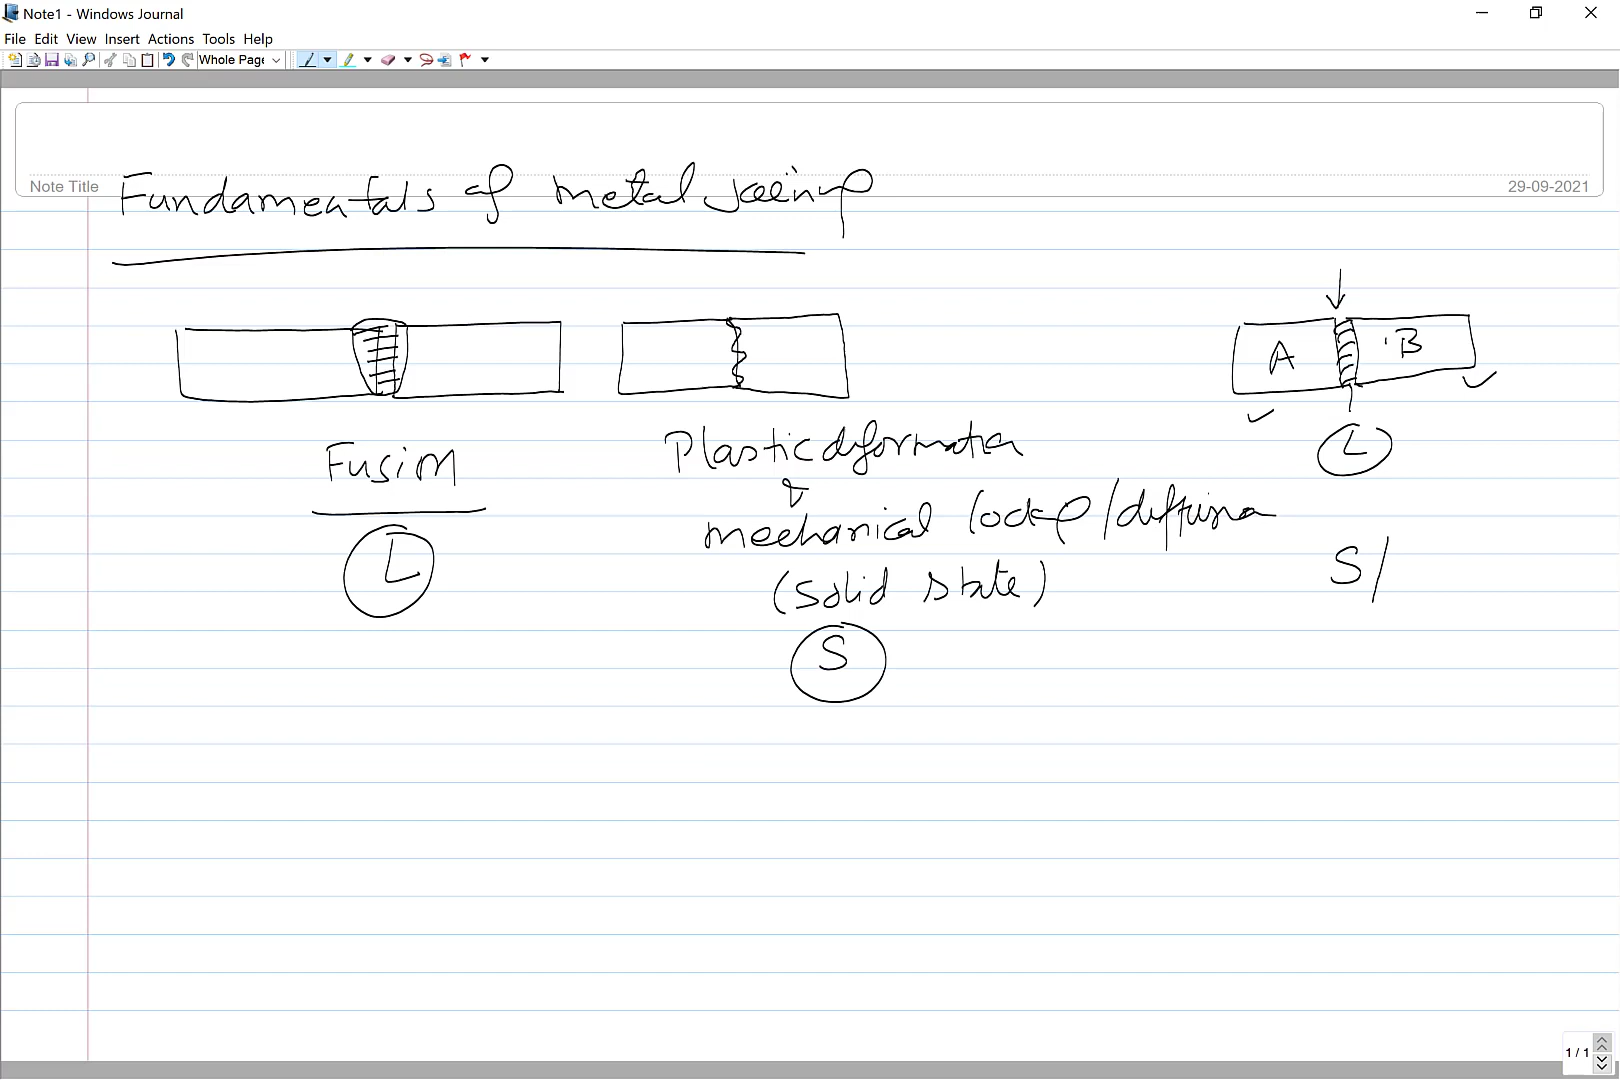 Note1 - Windows Journal
File Edit View Insert Actions Tools Help
Whole Page
Note Title
29-09-2021
Fundamentals of metal joining
A B
L
Fusion
L
Plastic deformation
&
mechanical locking/diffusion
(solid state)
S
S/
1 / 1